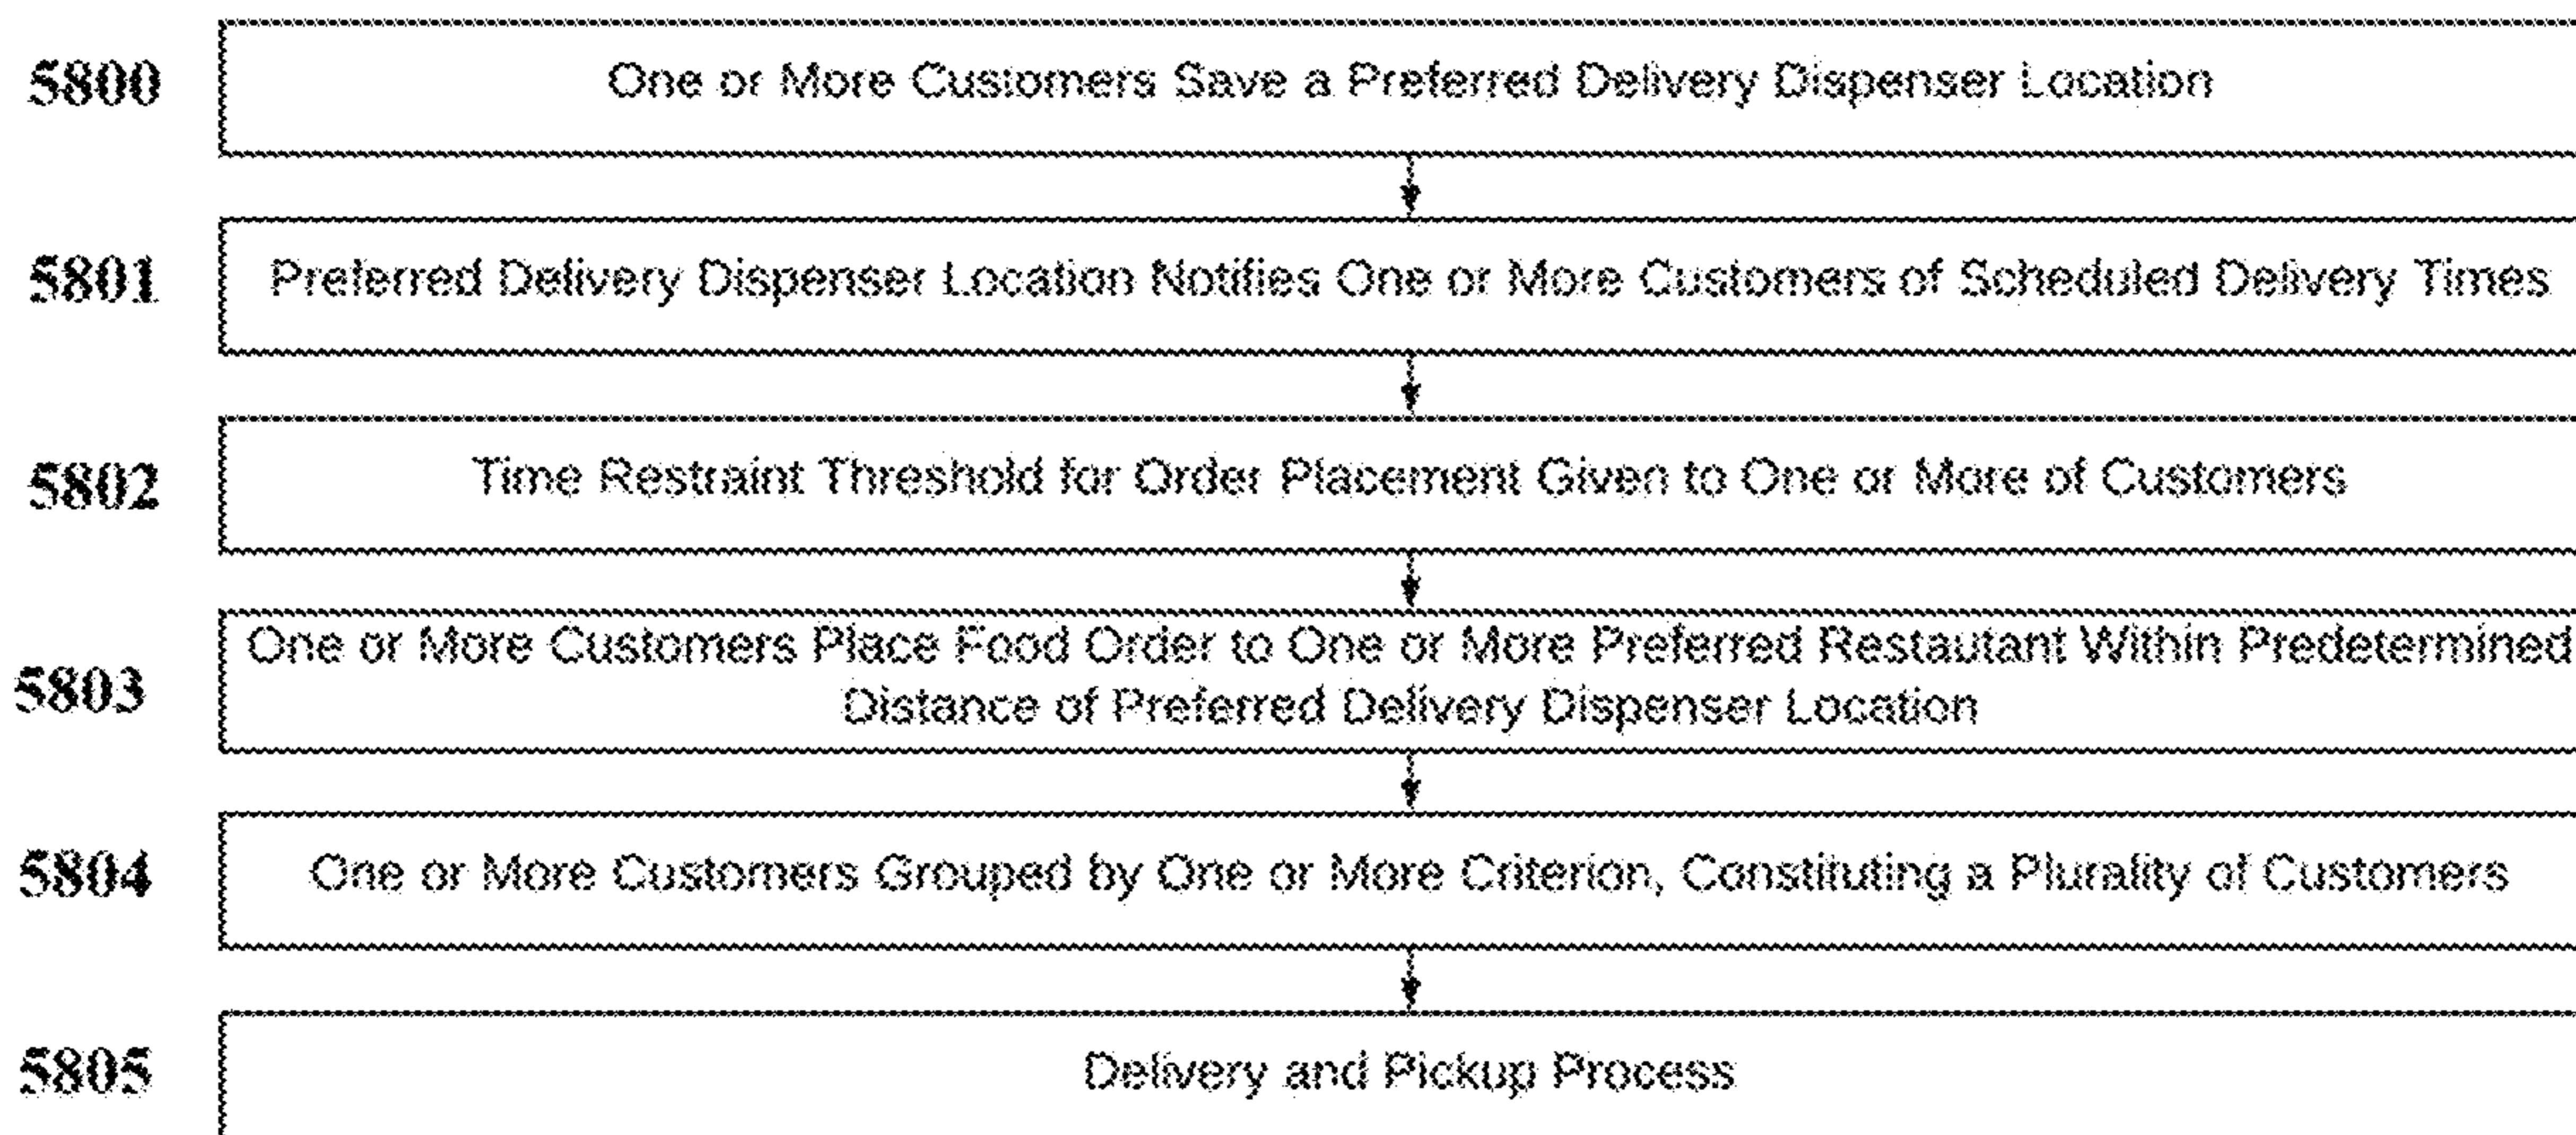 5800 One or More Customers Save a Preferred Delivery Dispenser Location
5801 Preferred Delivery Dispenser Location Notifies One or More Customers of Scheduled Delivery Times
5802 Time Restraint Threshold for Order Placement Given to One or More of Customers
5803 One or More Customers Place Food Order to One or More Preferred Restautant Within Predetermined
Distance of Preferred Delivery Dispenser Location
5804 One or More Customers Grouped by One or More Criterion, Constituting a Plurality of Customers
5805 Delivery and Pickup Process